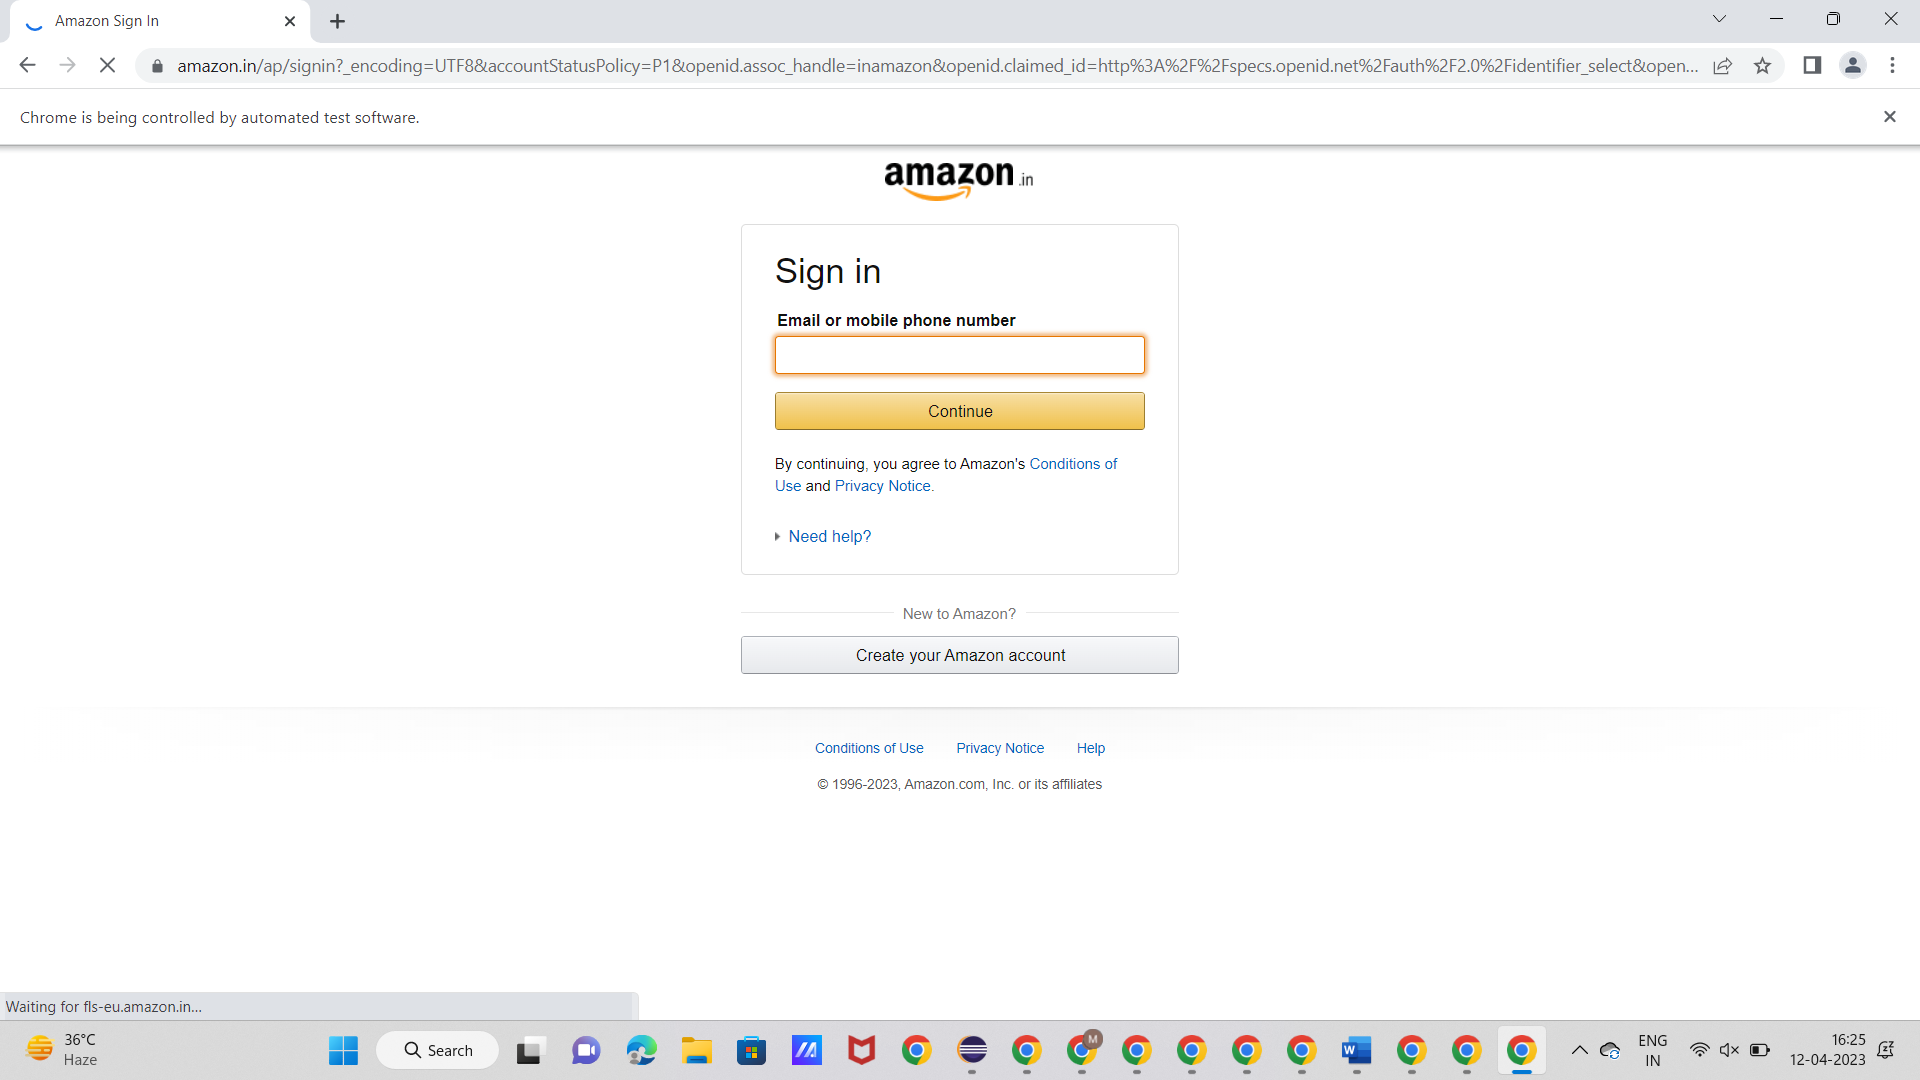 Amazon Sign In
amazon.in/ap/signin?_encoding=UTF8&accountStatusPolicy=P1&openid.assoc_handle=inamazon&openid.claimed_id=http%3A%2F%2Fspecs.openid.net%2Fauth%2F2.0%2Fidentifier_select&open...
Chrome is being controlled by automated test software.
amazon.in
Sign in
Email or mobile phone number
Continue
By continuing, you agree to Amazon's Conditions of
Use and Privacy Notice.
Need help?
New to Amazon?
Create your Amazon account
Conditions of Use Privacy Notice Help
© 1996-2023, Amazon.com, Inc. or its affiliates
Waiting for fls-eu.amazon.in...
36°C
Haze
Search
M
W
ENG
IN
16:25
12-04-2023